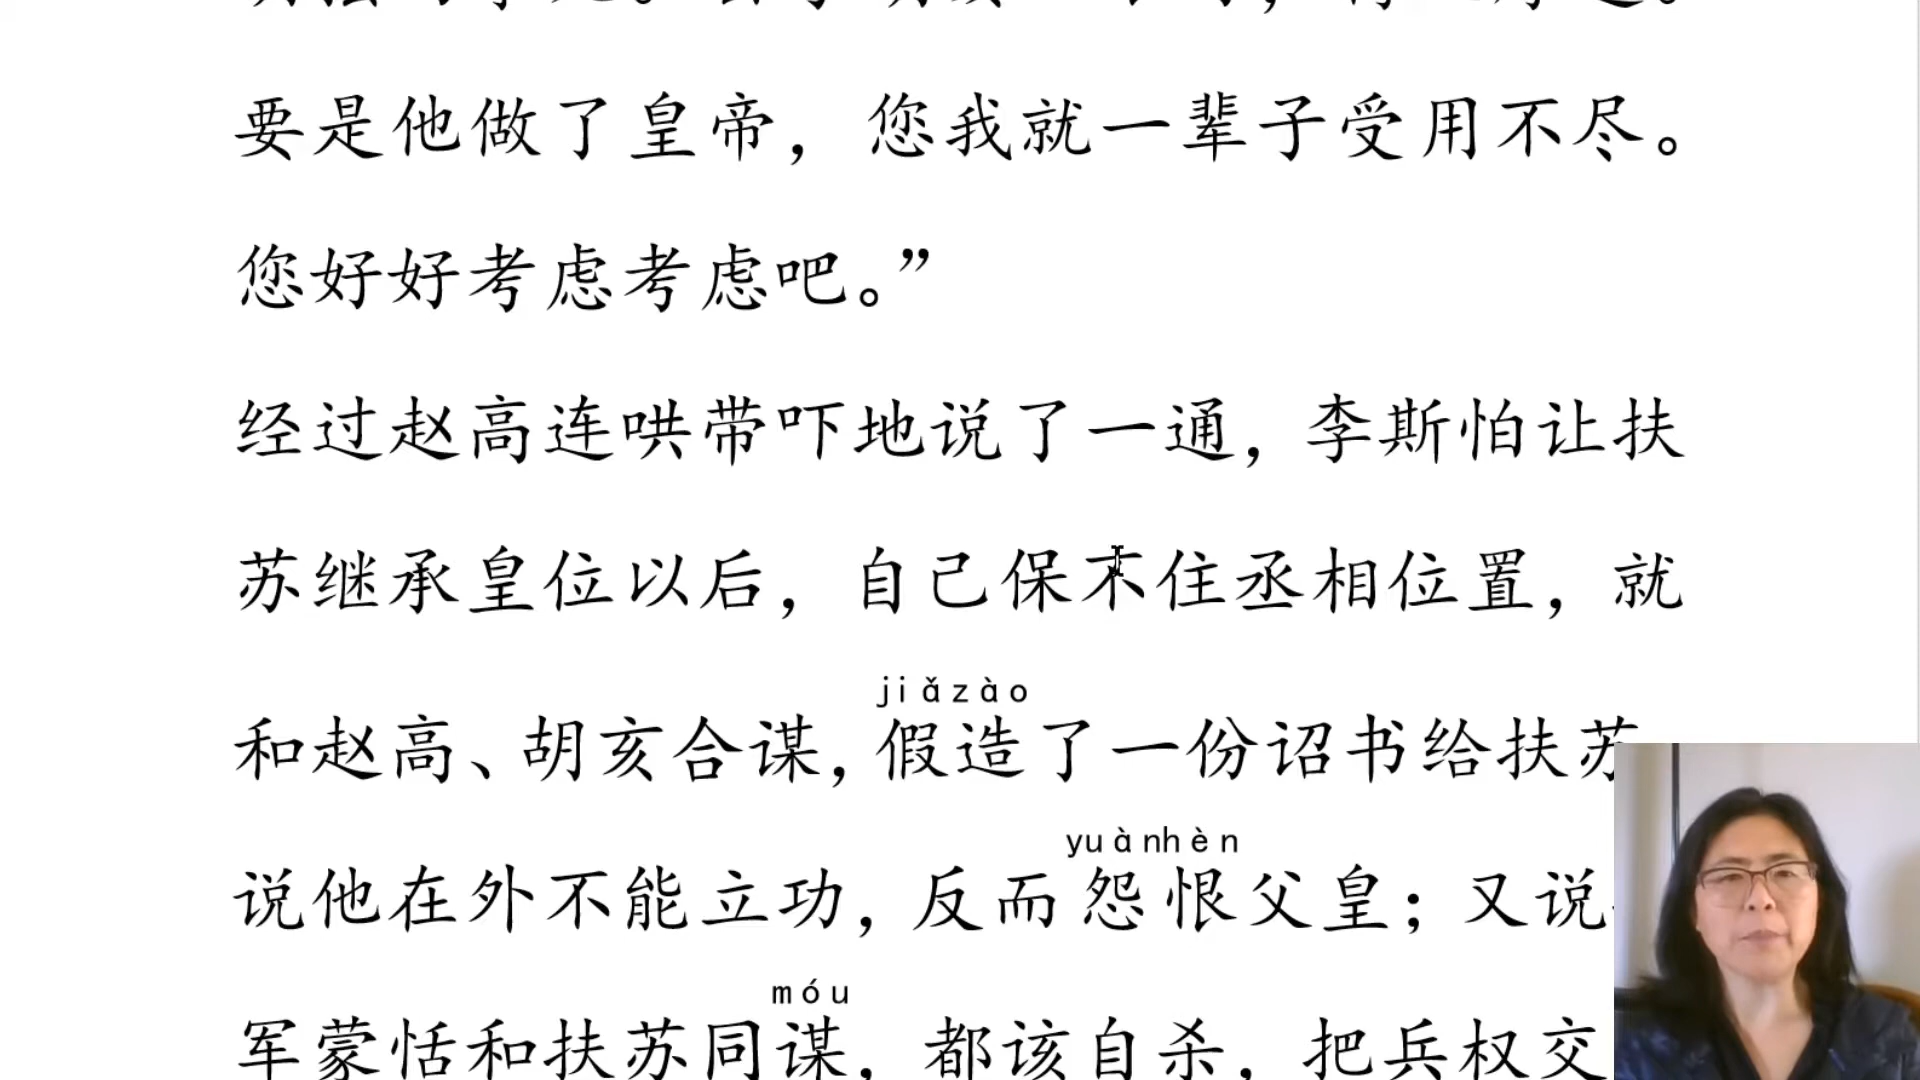 要是他做了皇帝，您我就一辈子受用不尽。
您好好考虑考虑吧。”
经过赵高连哄带吓地说了一通，李斯怕让扶
苏继承皇位以后，自己保不住丞相位置，就
jiǎzào
和赵高、胡亥合谋，假造了一份诏书给扶苏
yuànhèn
说他在外不能立功，反而怨恨父皇；又说
móu
军蒙恬和扶苏同谋，都该自杀，把兵权交